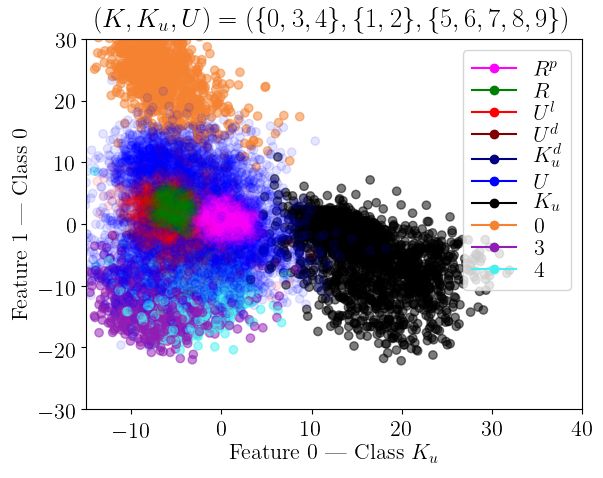 (K, K_u, U) = ({0, 3, 4}, {1, 2}, {5, 6, 7, 8, 9})
30
20
10
0
−10
−20
−30
Feature 1 — Class 0
R^p
R
U^l
U^d
K_u^d
U
K_u
0
3
4
−10
0
10
20
30
40
Feature 0 — Class K_u